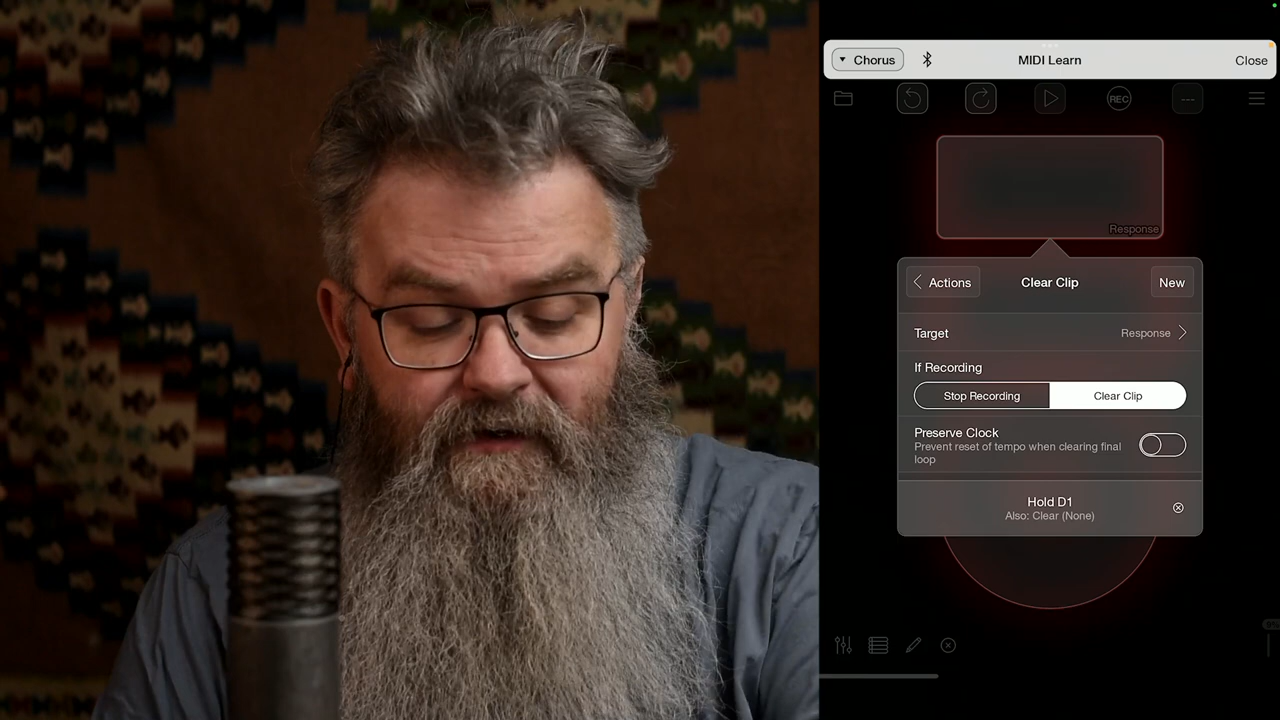 Chorus
MIDI Learn
Close
REC
---
Response
Actions
Clear Clip
New
Target
Response
If Recording
Stop Recording
Clear Clip
Preserve Clock
Prevent reset of tempo when clearing final
loop
Hold D1
Also: Clear (None)